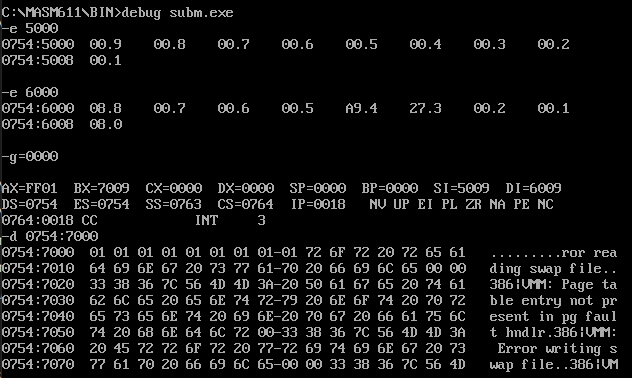 C:\MASM611\BIN>debug subm.exe
-e 5000
0754:5000  00.9    00.8    00.7    00.6    00.5    00.4    00.3    00.2
0754:5008  00.1
-e 6000
0754:6000  08.8    00.7    00.6    00.5    A9.4    27.3    00.2    00.1
0754:6008  08.0
-g=0000
AX=FF01  BX=7009  CX=0000  DX=0000  SP=0000  BP=0000  SI=5009  DI=6009
DS=0754  ES=0754  SS=0763  CS=0764  IP=0018   NV UP EI PL ZR NA PE NC
0764:0018 CC            INT     3
-d 0754:7000
0754:7000  01 01 01 01 01 01 01 01-01 72 6F 72 20 72 65 61   .........ror rea
0754:7010  64 69 6E 67 20 73 77 61-70 20 66 69 6C 65 00 00   ding swap file..
0754:7020  33 38 36 7C 56 4D 4D 3A-20 50 61 67 65 20 74 61   386|VMM: Page ta
0754:7030  62 6C 65 20 65 6E 74 72-79 20 6E 6F 74 20 70 72   ble entry not pr
0754:7040  65 73 65 6E 74 20 69 6E-20 70 67 20 66 61 75 6C   esent in pg faul
0754:7050  74 20 68 6E 64 6C 72 00-33 38 36 7C 56 4D 4D 3A   t hndlr.386|VMM:
0754:7060  20 45 72 72 6F 72 20 77-72 69 74 69 6E 67 20 73    Error writing s
0754:7070  77 61 70 20 66 69 6C 65-00 00 33 38 36 7C 56 4D   wap file..386|VM